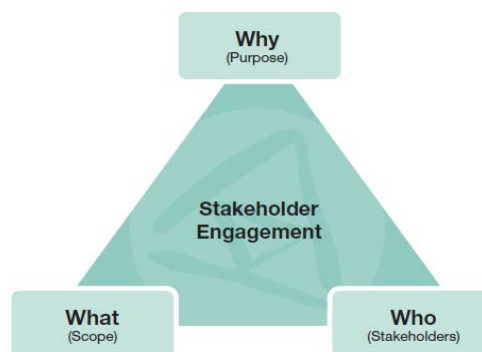 Why
(Purpose)
Stakeholder
Engagement
What
(Scope)
Who
(Stakeholders)